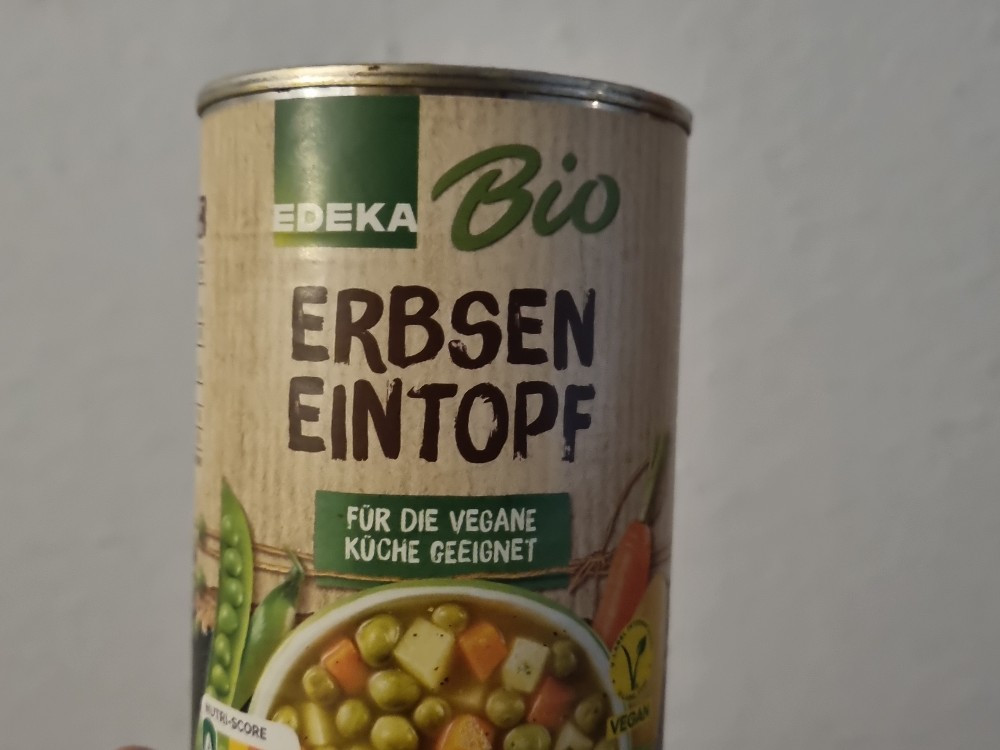 EDEKA Bio
ERBSEN
EINTOPF
FÜR DIE VEGANE
KÜCHE GEEIGNET
NUTRI-SCORE
A
VEGAN